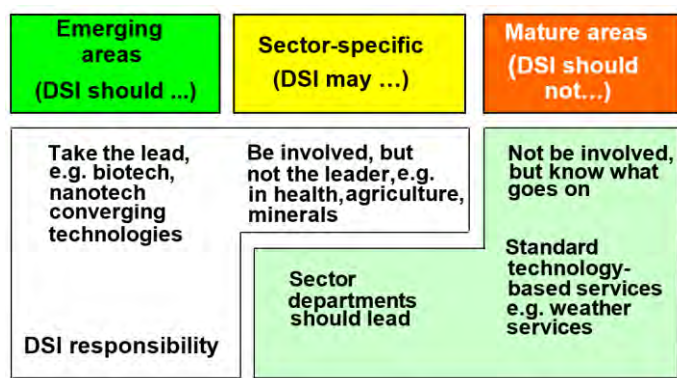 Emerging
areas
(DSI should ...)
Sector-specific
(DSI may …)
Mature areas
(DSI should
not…)
Take the lead,
e.g. biotech,
nanotech
converging
technologies
Be involved, but
not the leader, e.g.
in health, agriculture,
minerals
Not be involved,
but know what
goes on
Sector
departments
should lead
Standard
technology-
based services
e.g. weather
services
DSI responsibility